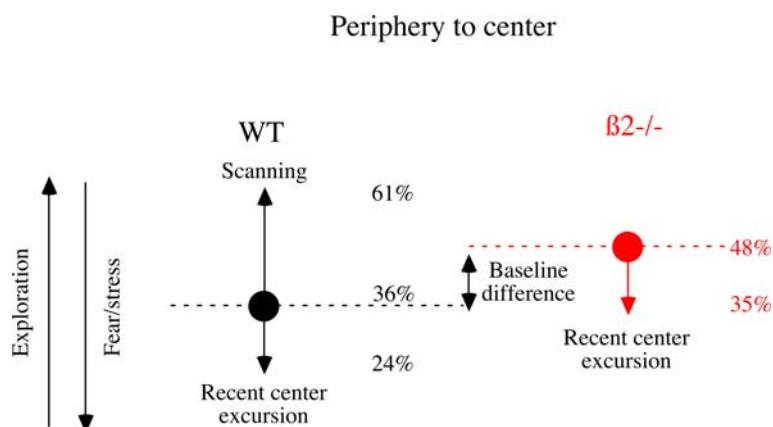 Periphery to center
WT
ß2-/-
Scanning
61%
48%
Baseline
difference
36%
35%
Exploration
Fear/stress
Recent center
excursion
24%
Recent center
excursion